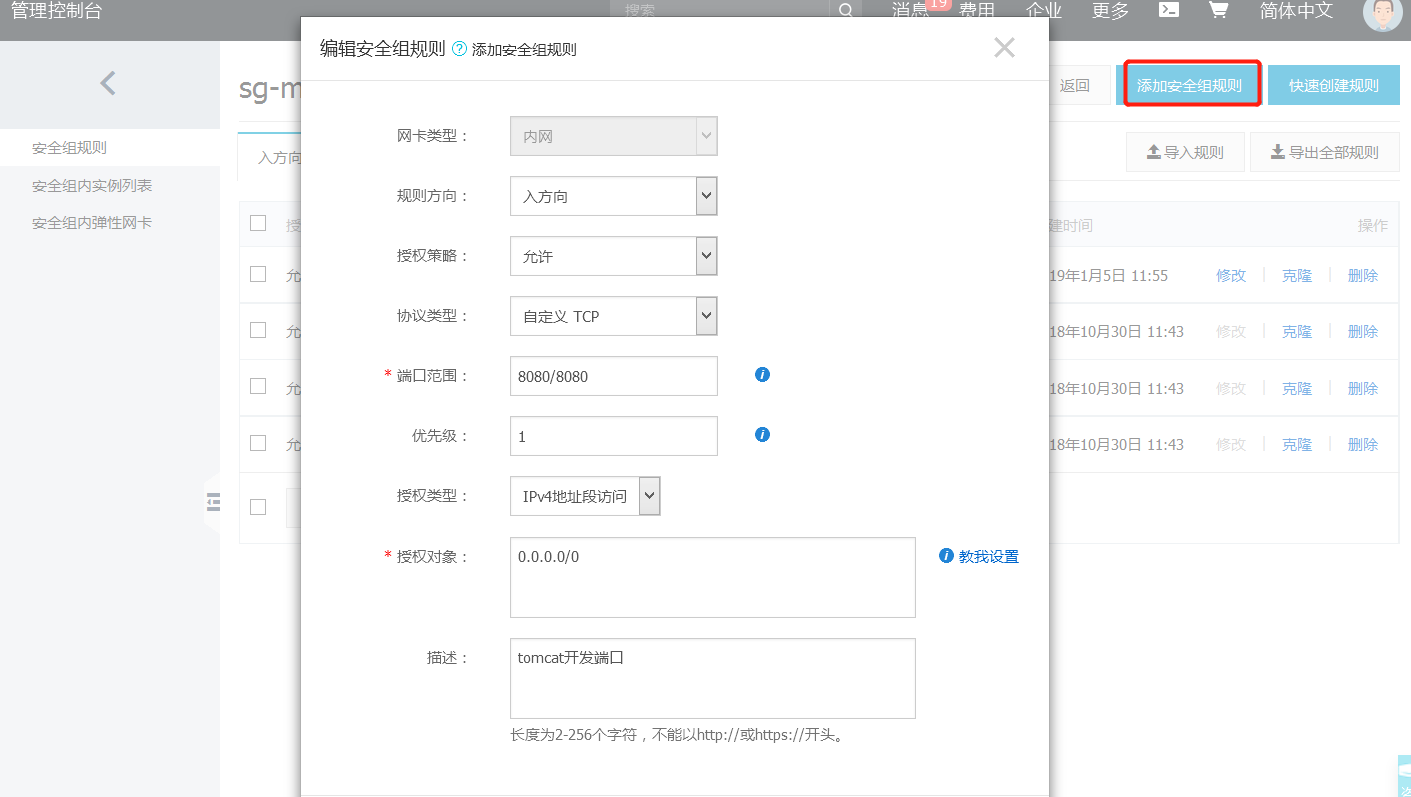 管理控制台 搜索 消息 19 费用 企业 更多 简体中文
编辑安全组规则 ? 添加安全组规则
sg-m
返回 添加安全组规则 快速创建规则
安全组规则
安全组内实例列表
安全组内弹性网卡
入方向
导入规则 导出全部规则
网卡类型： 内网
规则方向： 入方向
授权策略： 允许
协议类型： 自定义 TCP
* 端口范围： 8080/8080
优先级： 1
授权类型： IPv4地址段访问
* 授权对象： 0.0.0.0/0 教我设置
描述： tomcat开发端口
长度为2-256个字符，不能以http://或https://开头。
授 建时间 操作
允 19年1月5日 11:55 修改 克隆 删除
允 18年10月30日 11:43 修改 克隆 删除
允 18年10月30日 11:43 修改 克隆 删除
允 18年10月30日 11:43 修改 克隆 删除